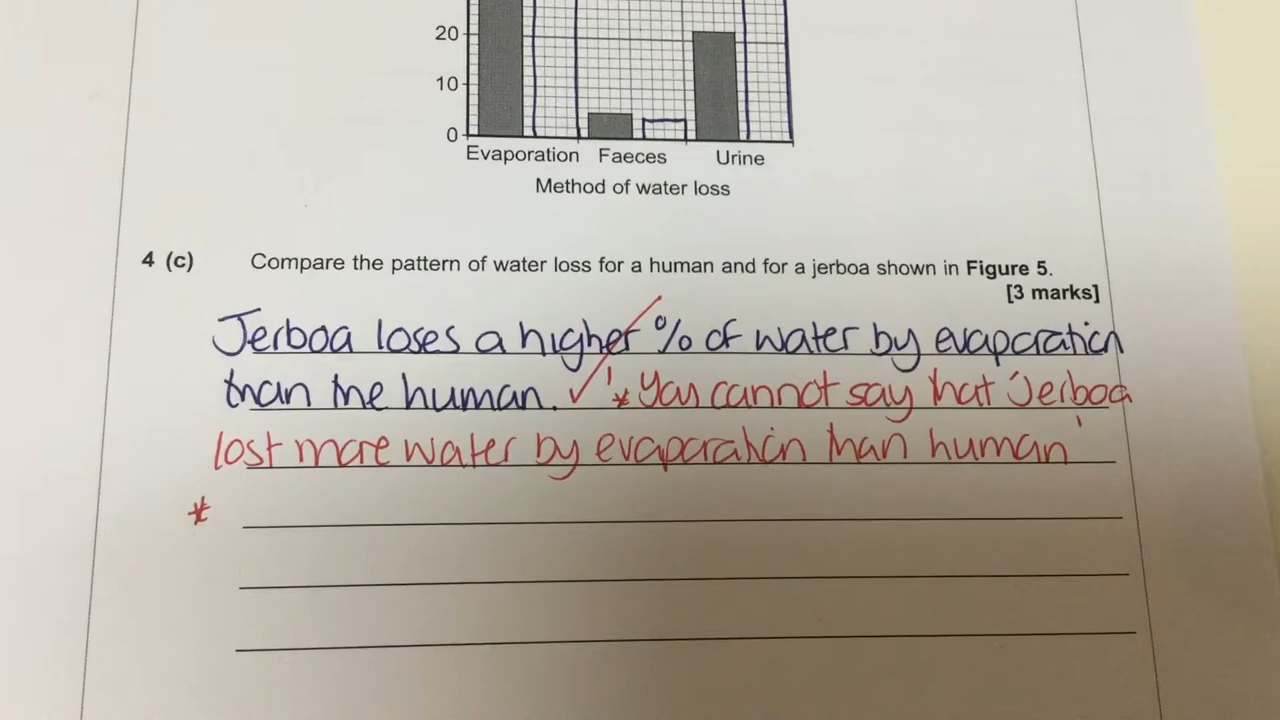 20
10
0
Evaporation Faeces Urine
Method of water loss
4 (c) Compare the pattern of water loss for a human and for a jerboa shown in Figure 5.
[3 marks]
Jerboa loses a higher % of water by evaporation
than the human. ✓ ' * You cannot say that 'Jerboa
lost more water by evaporation than human'
*